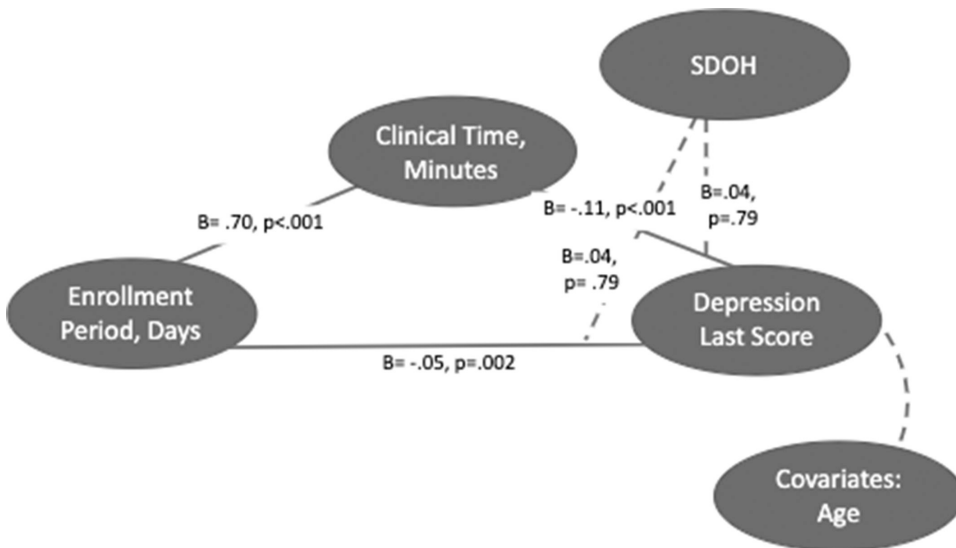 SDOH
Clinical Time,
Minutes
B= .70, p<.001
B= -.11, p<.001
B=.04,
p=.79
B=.04,
p= .79
Enrollment
Period, Days
Depression
Last Score
B= -.05, p=.002
Covariates:
Age